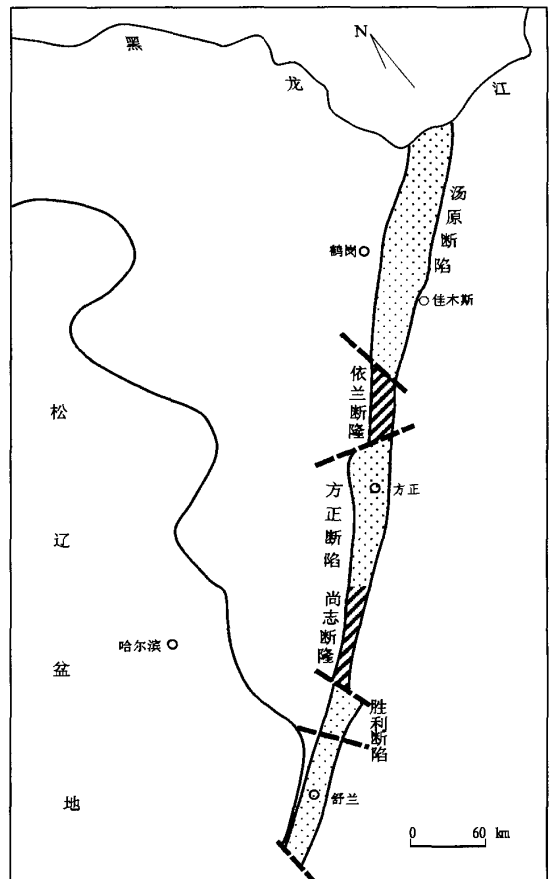 黑龙江
N
汤原断陷
鹤岗
佳木斯
依兰断隆
方正断陷
方正
尚志断隆
哈尔滨
胜利断陷
舒兰
松辽盆地
0 60 km